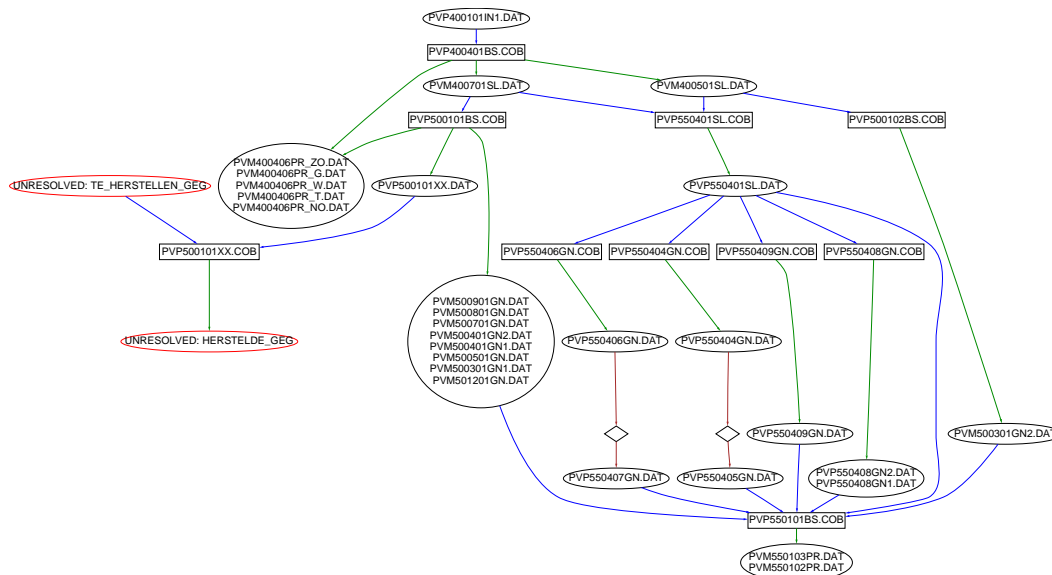 PVP400101IN1.DAT
PVP400401BS.COB
PVM400701SL.DAT
PVM400501SL.DAT
PVP500101BS.COB
PVP550401SL.COB
PVP500102BS.COB
PVM400406PR_ZO.DAT
PVM400406PR_G.DAT
PVM400406PR_W.DAT
PVM400406PR_T.DAT
PVM400406PR_NO.DAT
UNRESOLVED: TE_HERSTELLEN_GEG
PVP500101XX.DAT
PVP550401SL.DAT
PVP500101XX.COB
PVP550406GN.COB
PVP550404GN.COB
PVP550409GN.COB
PVP550408GN.COB
PVM500901GN.DAT
PVM500801GN.DAT
PVM500701GN.DAT
PVM500401GN2.DAT
PVM500401GN1.DAT
PVM500501GN.DAT
PVM500301GN1.DAT
PVM501201GN.DAT
UNRESOLVED: HERSTELDE_GEG
PVP550406GN.DAT
PVP550404GN.DAT
PVP550409GN.DAT
PVM500301GN2.DAT
PVP550407GN.DAT
PVP550405GN.DAT
PVP550408GN2.DAT
PVP550408GN1.DAT
PVP550101BS.COB
PVM550103PR.DAT
PVM550102PR.DAT